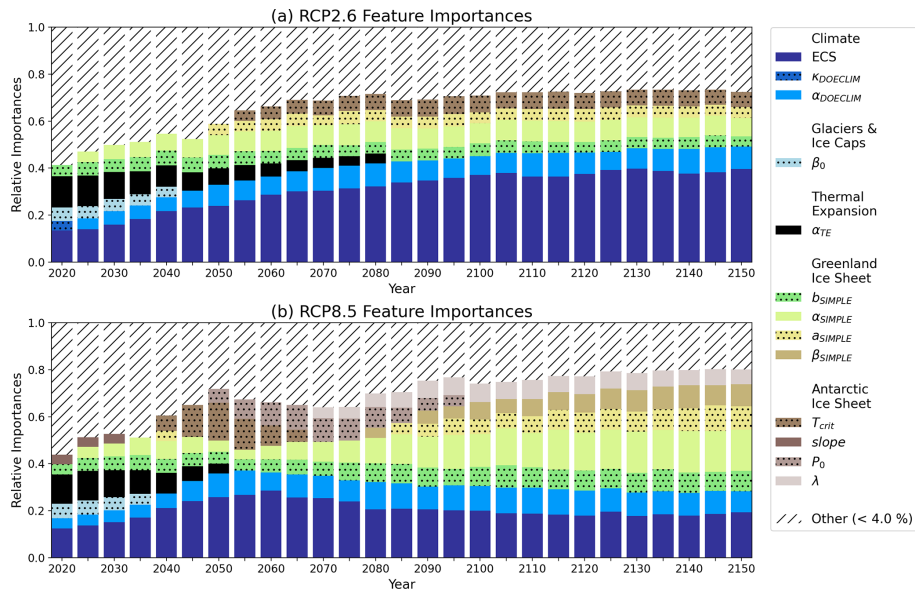 (a) RCP2.6 Feature Importances
1.0
0.8
0.6
0.4
0.2
0.0
Relative Importances
2020 2030 2040 2050 2060 2070 2080 2090 2100 2110 2120 2130 2140 2150
Year
(b) RCP8.5 Feature Importances
1.0
0.8
0.6
0.4
0.2
0.0
Relative Importances
2020 2030 2040 2050 2060 2070 2080 2090 2100 2110 2120 2130 2140 2150
Year
Climate
ECS
κDOECLIM
αDOECLIM
Glaciers &
Ice Caps
β0
Thermal
Expansion
αTE
Greenland
Ice Sheet
bSIMPLE
αSIMPLE
aSIMPLE
βSIMPLE
Antarctic
Ice Sheet
Tcrit
slope
P0
λ
Other (< 4.0 %)